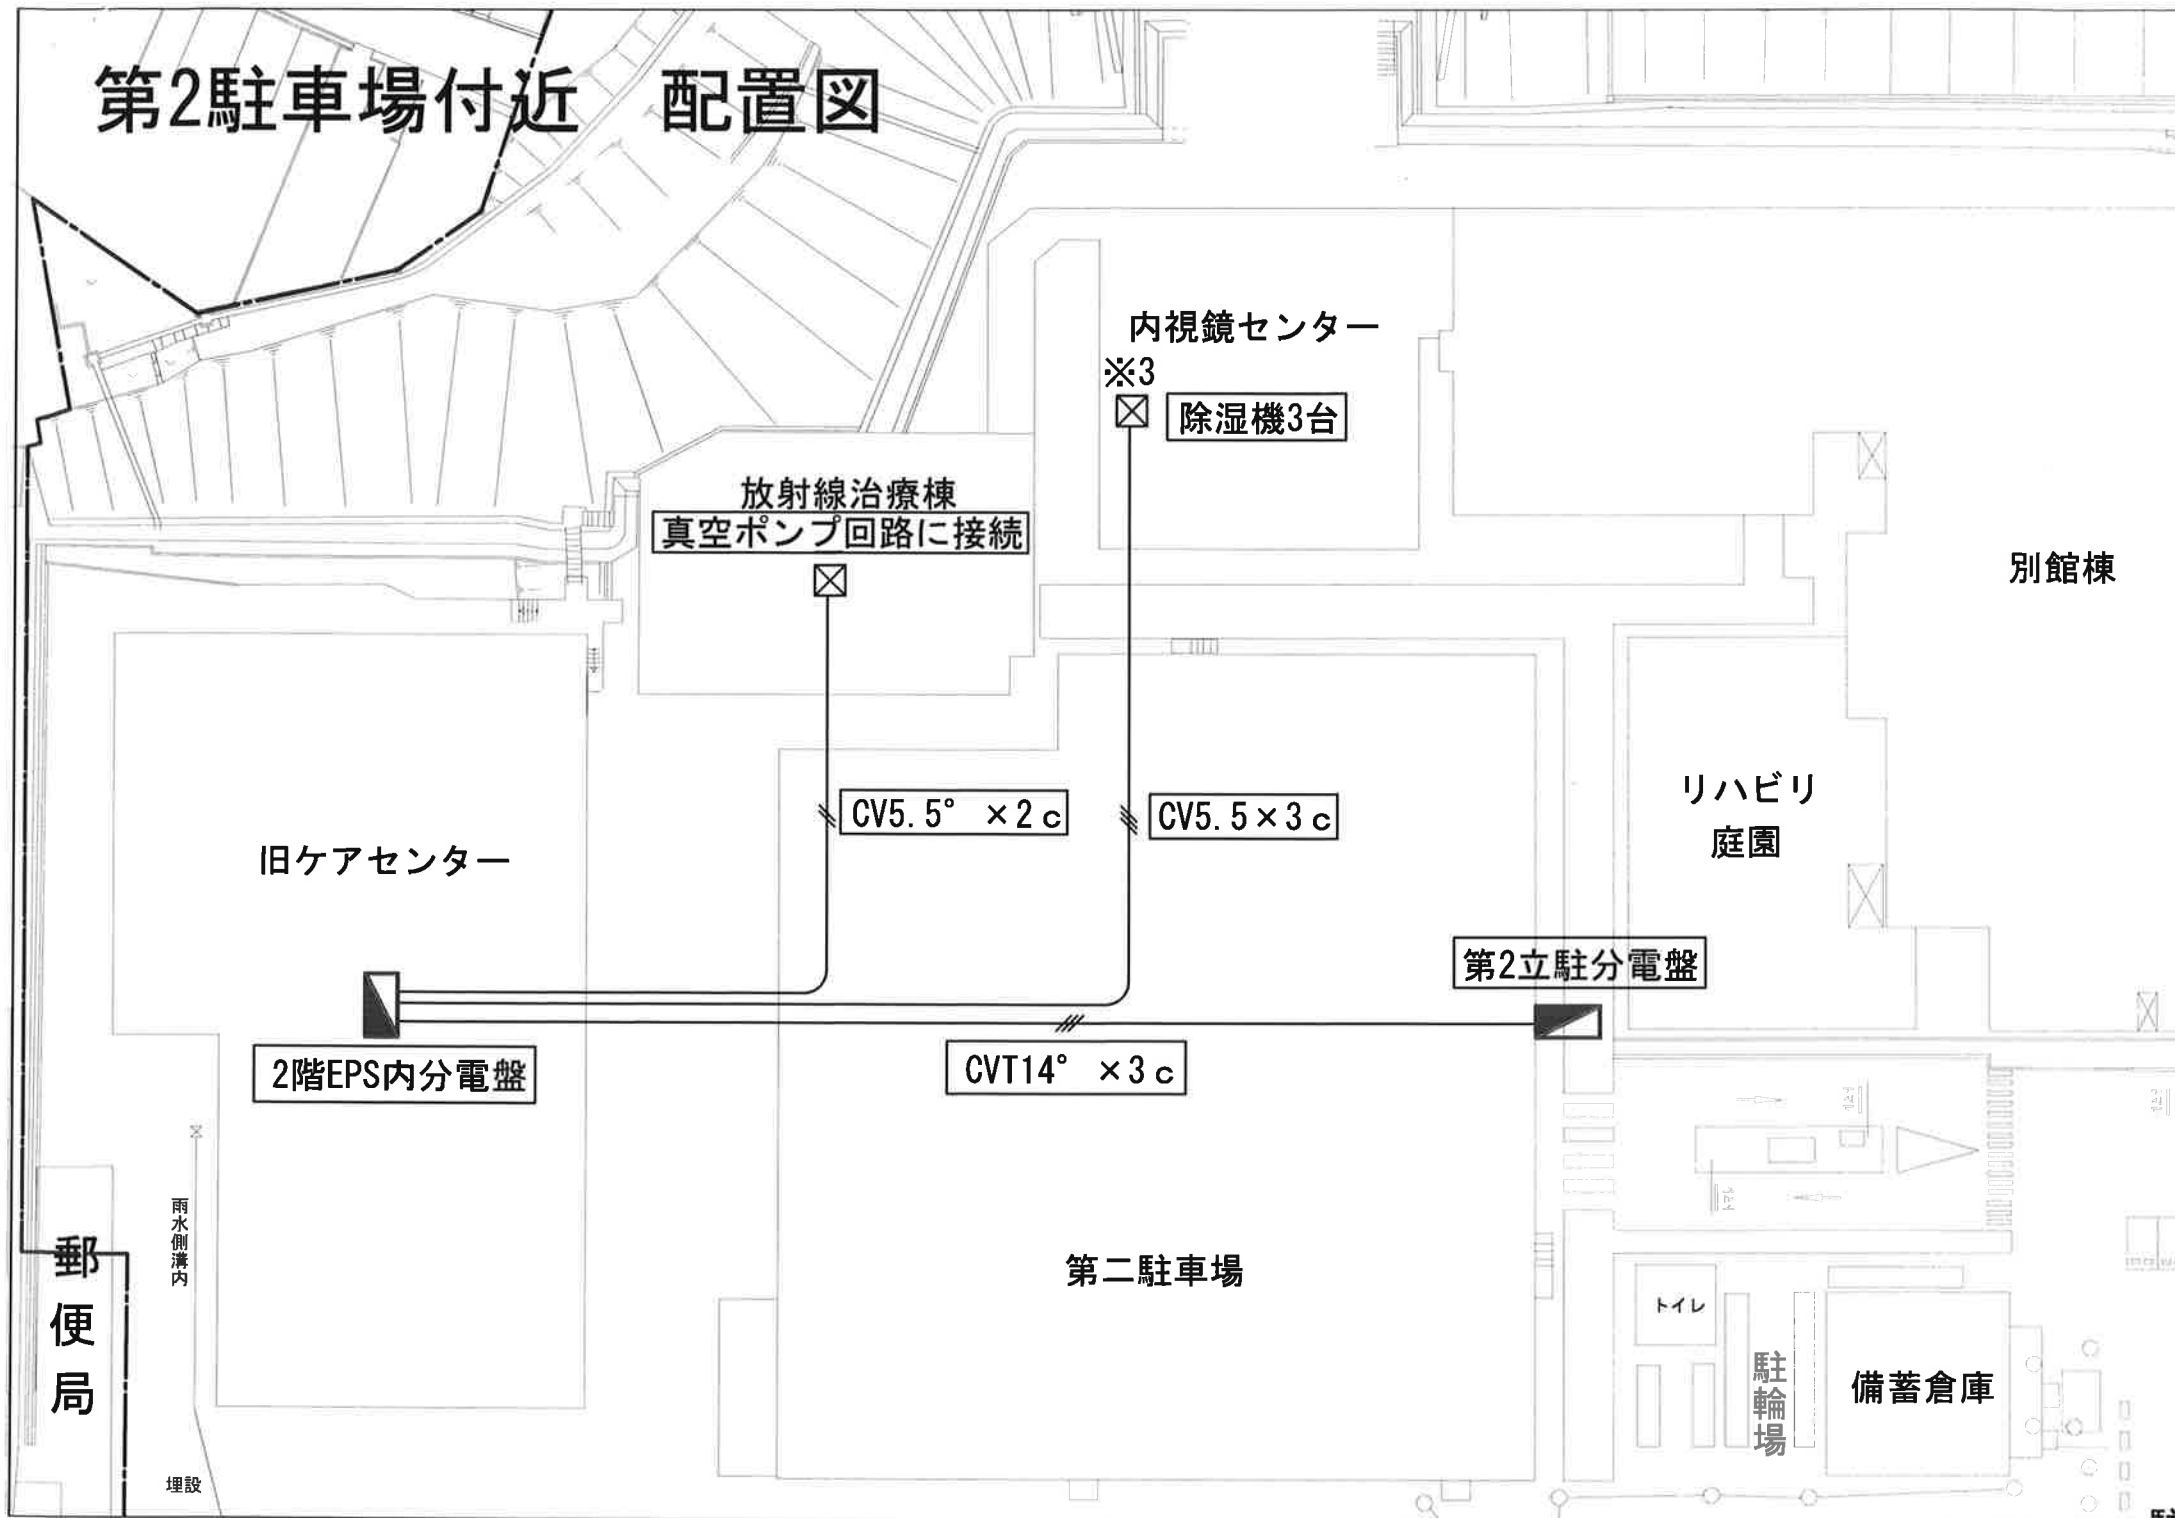 第2駐車場付近　配置図
内視鏡センター
※3
除湿機3台
放射線治療棟
真空ポンプ回路に接続
別館棟
CV5.5°　×2ｃ
CV5.5×3ｃ
リハビリ
庭園
旧ケアセンター
第2立駐分電盤
2階EPS内分電盤
CVT14°　×3ｃ
雨水側溝内
郵便局
第二駐車場
トイレ
駐輪場
備蓄倉庫
埋設